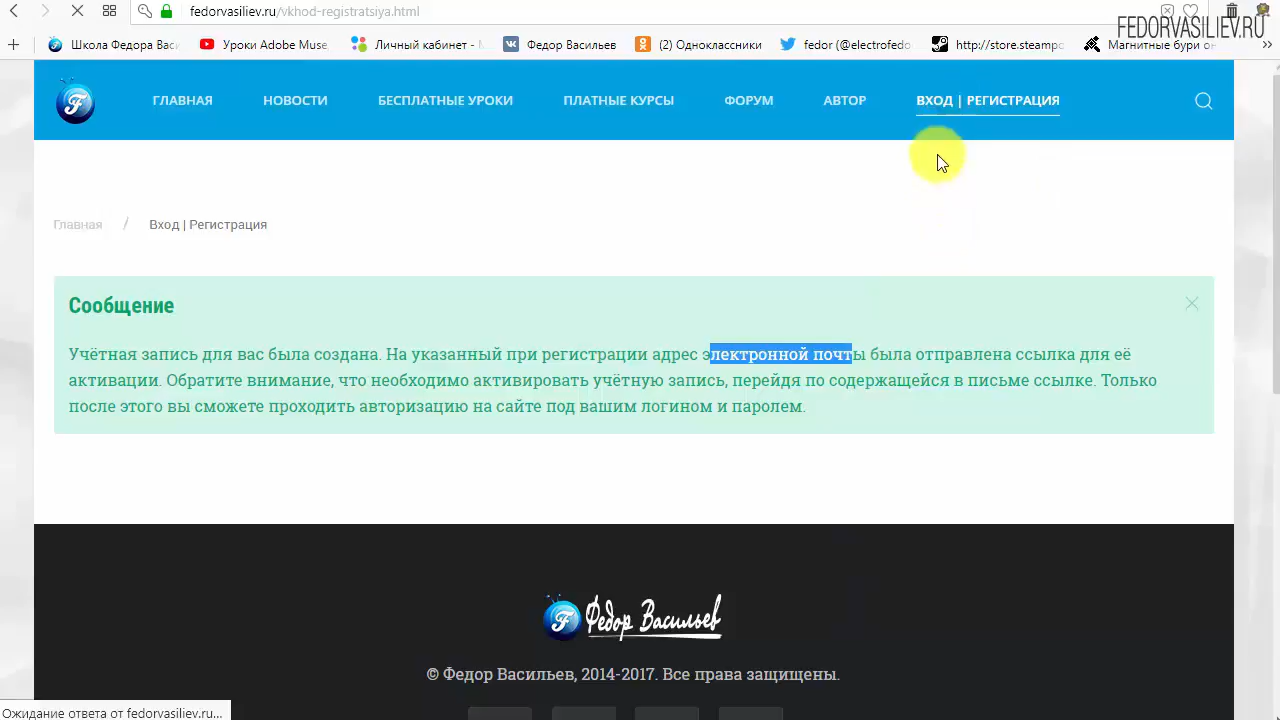 fedorvasiliev.ru/vkhod-registratsiya.html
FEDORVASILIEV.RU
Школа Федора Васи
Уроки Adobe Muse
Личный кабинет - М
Федор Васильев
(2) Одноклассники
fedor (@electrofedo
http://store.steampo
Магнитные бури он
ГЛАВНАЯ
НОВОСТИ
БЕСПЛАТНЫЕ УРОКИ
ПЛАТНЫЕ КУРСЫ
ФОРУМ
АВТОР
ВХОД | РЕГИСТРАЦИЯ
Главная / Вход | Регистрация
Сообщение
Учётная запись для вас была создана. На указанный при регистрации адрес электронной почты была отправлена ссылка для её
активации. Обратите внимание, что необходимо активировать учётную запись, перейдя по содержащейся в письме ссылке. Только
после этого вы сможете проходить авторизацию на сайте под вашим логином и паролем.
Федор Васильев
© Федор Васильев, 2014-2017. Все права защищены.
Ожидание ответа от fedorvasiliev.ru...